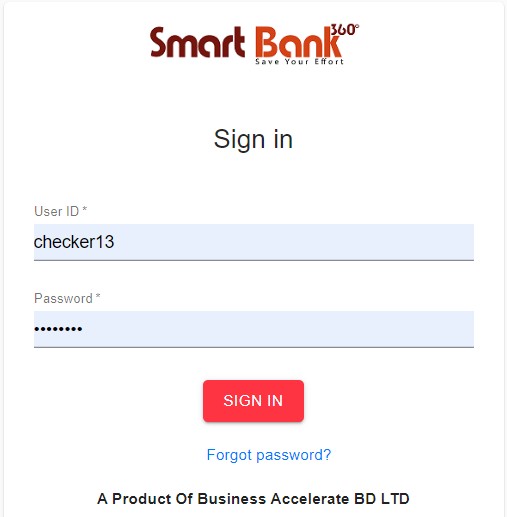 Smart Bank 360°
Save Your Effort
Sign in
User ID *
checker13
Password *
••••••••
SIGN IN
Forgot password?
A Product Of Business Accelerate BD LTD